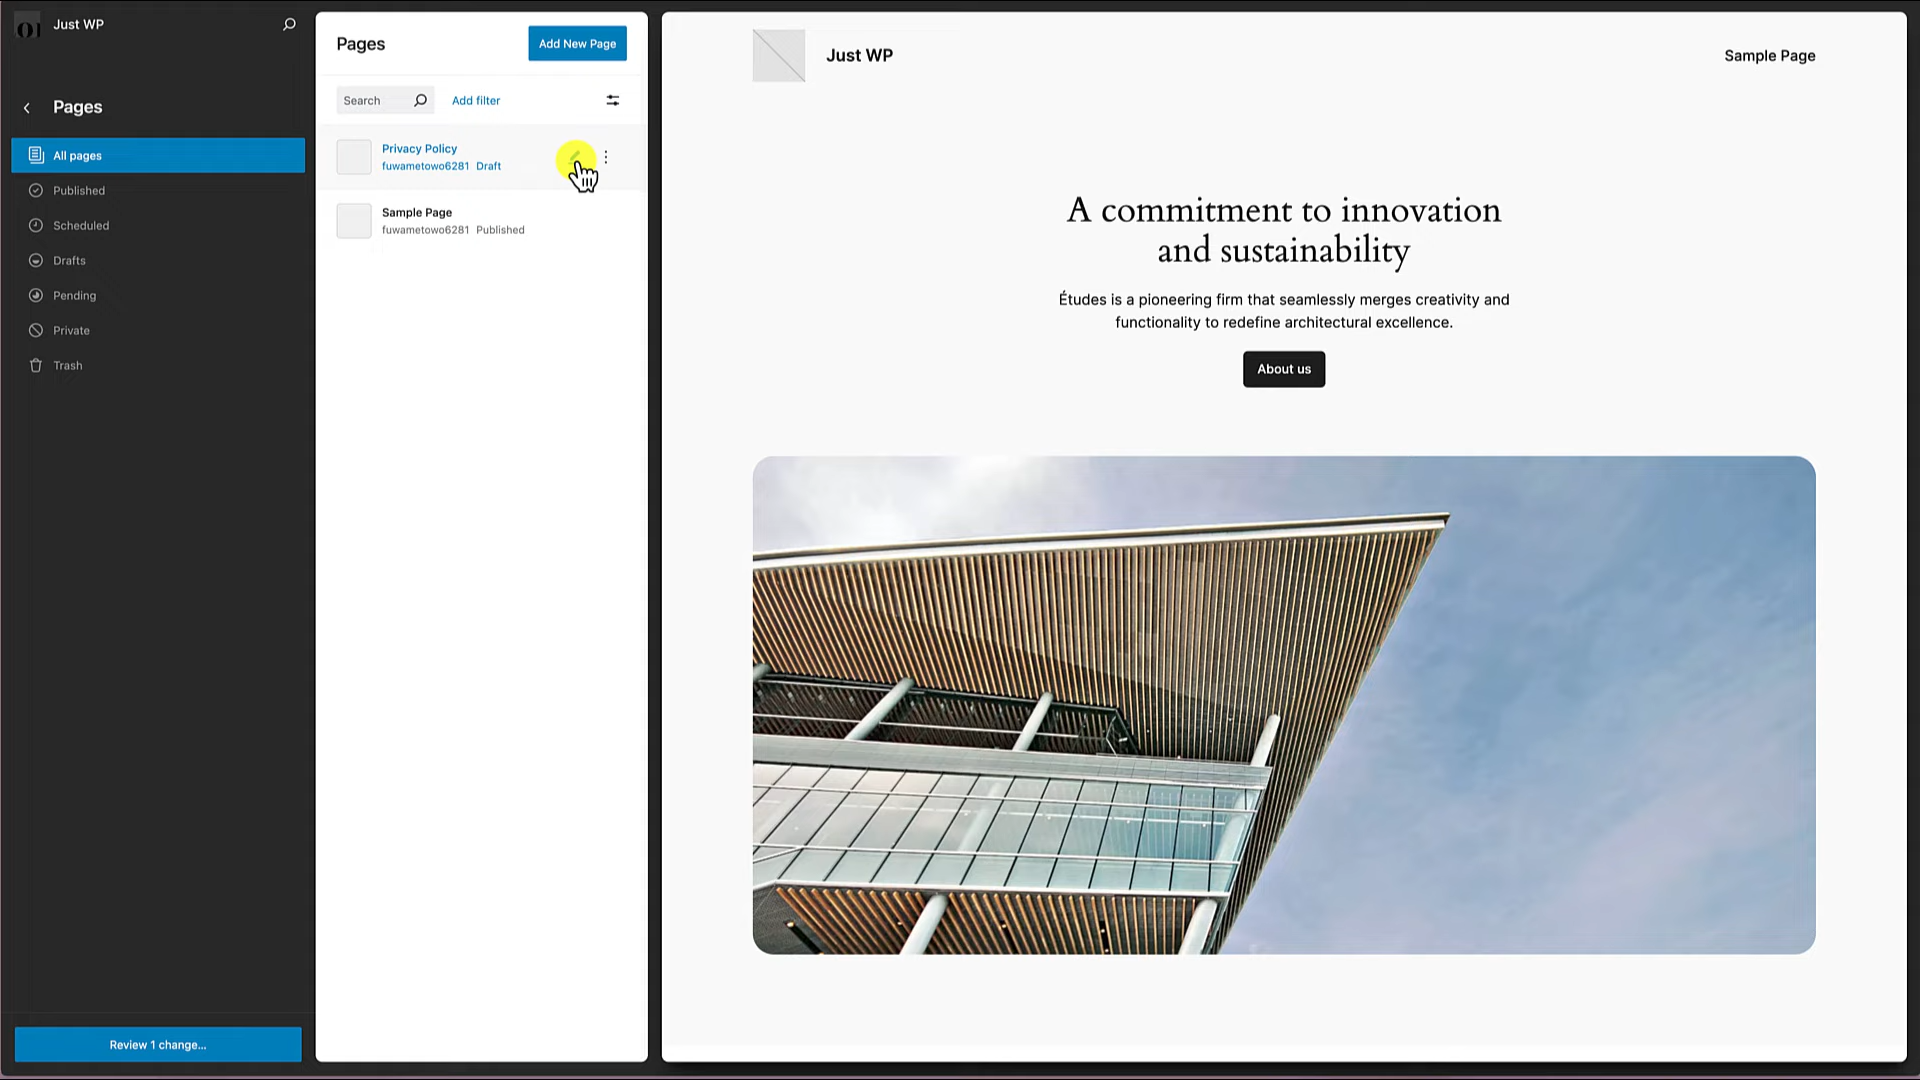 Just WP
Pages
All pages
Published
Scheduled
Drafts
Pending
Private
Trash
Review 1 change...
Pages
Add New Page
Search
Add filter
Privacy Policy
fuwametowo6281 Draft
Sample Page
fuwametowo6281 Published
Just WP
Sample Page
A commitment to innovation
and sustainability
Études is a pioneering firm that seamlessly merges creativity and
functionality to redefine architectural excellence.
About us